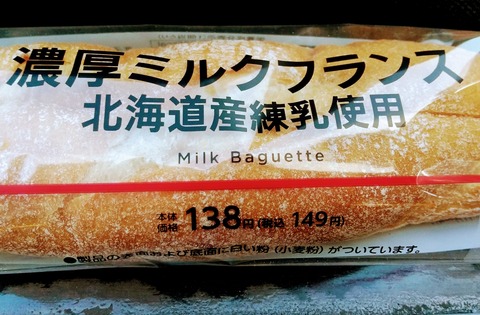 濃厚ミルクフランス
北海道産練乳使用
Milk Baguette
本体価格 138円(税込 149円)
●製品の表面および底面に白い粉(小麦粉)がついています。